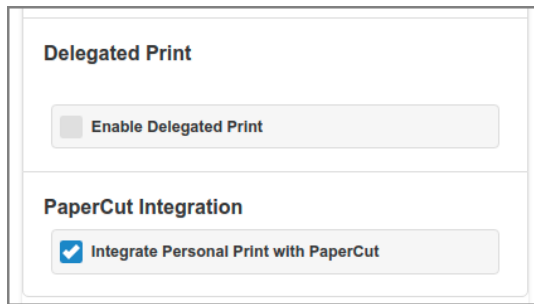 Delegated Print
Enable Delegated Print
PaperCut Integration
Integrate Personal Print with PaperCut